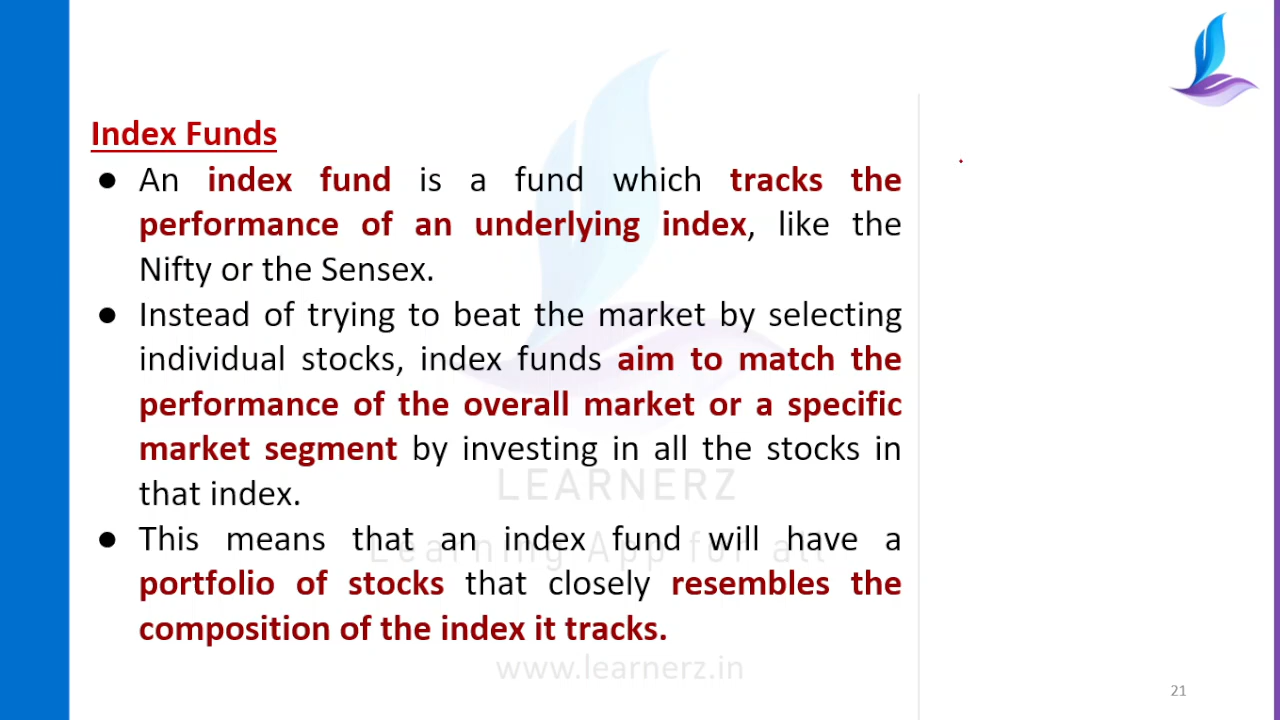 Index Funds
● An index fund is a fund which tracks the
performance of an underlying index, like the
Nifty or the Sensex.
● Instead of trying to beat the market by selecting
individual stocks, index funds aim to match the
performance of the overall market or a specific
market segment by investing in all the stocks in
that index.
LEARNERZ
● This means that an index fund will have a
Learning App for all
portfolio of stocks that closely resembles the
composition of the index it tracks.
www.learnerz.in
21